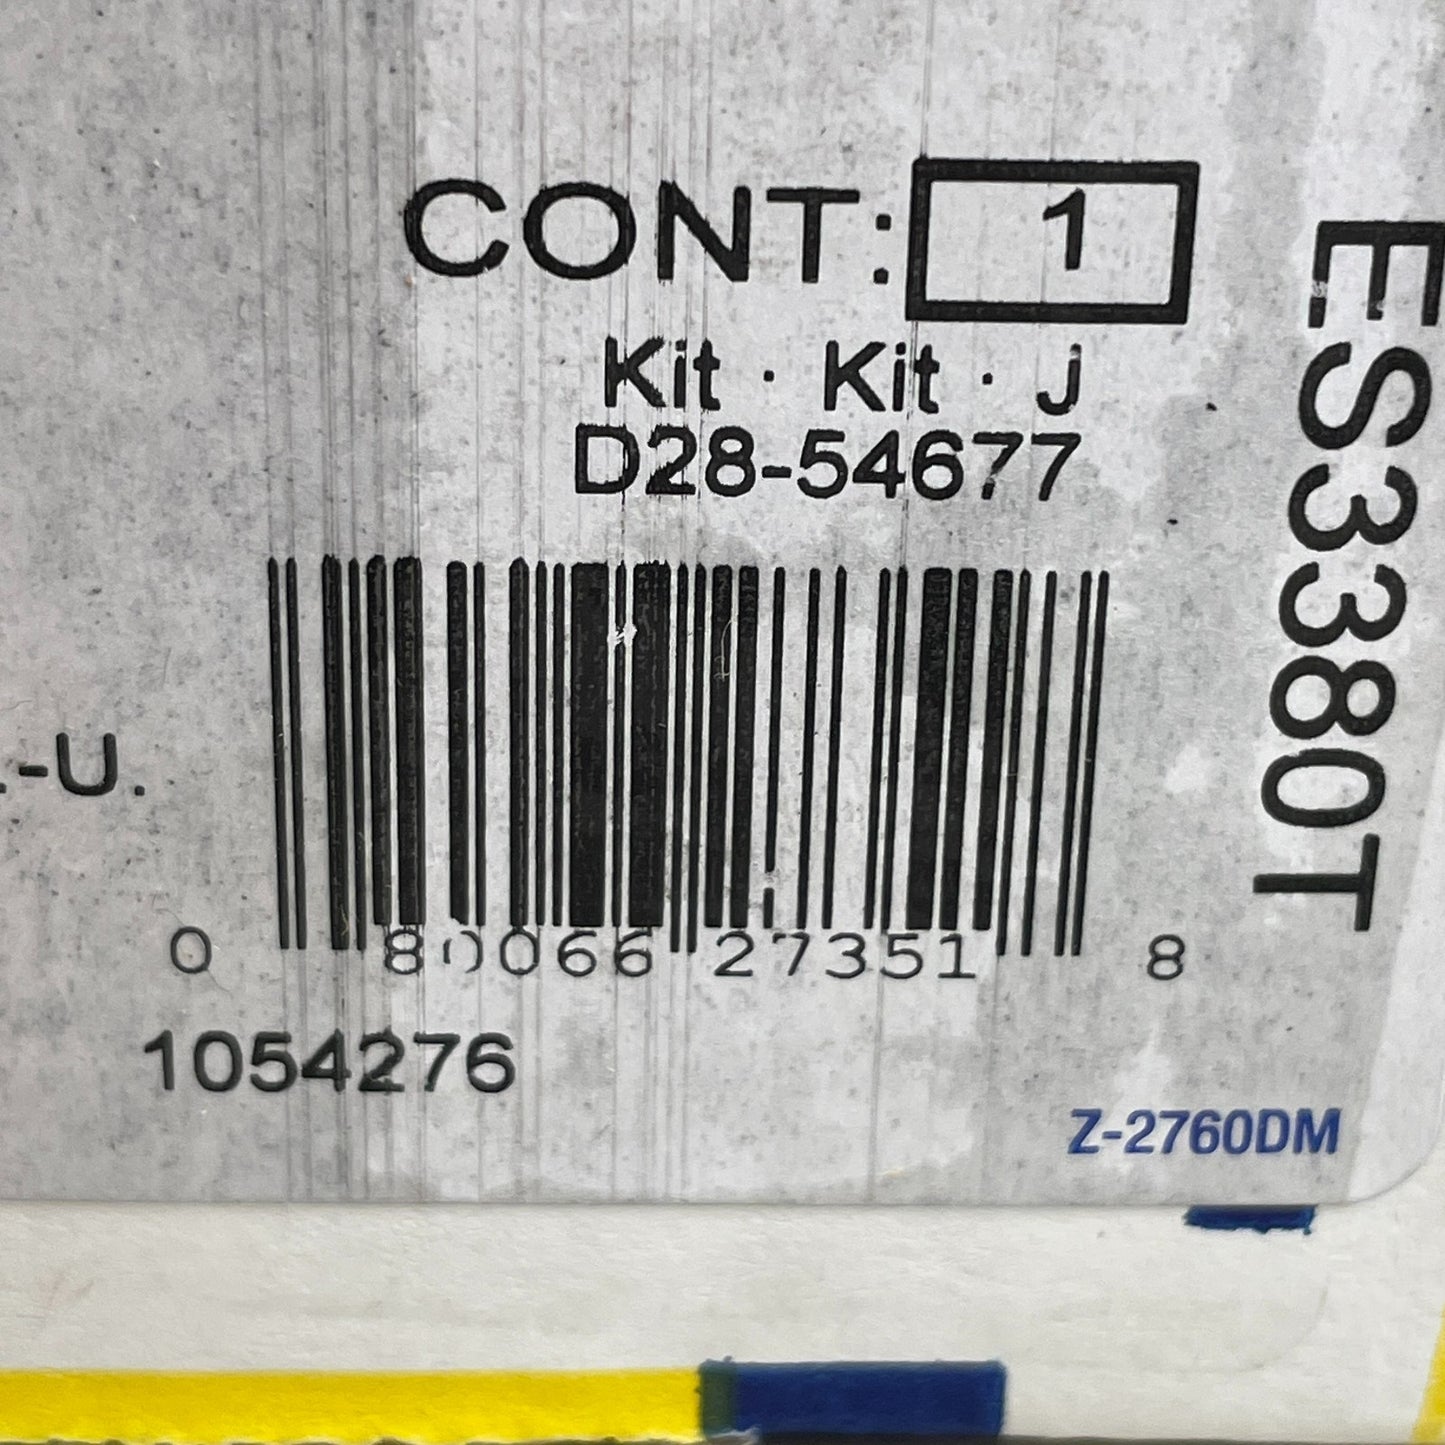 CONT: 1
Kit · Kit · J
D28-54677
ES3380T
.-U.
0 80066 27351 8
1054276
Z-2760DM